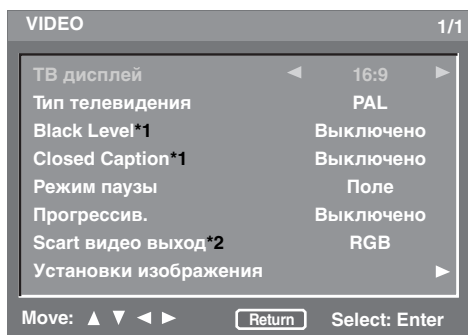 VIDEO 1/1
ТВ дисплей ◄ 16:9 ►
Тип телевидения PAL
Black Level*1 Выключено
Closed Caption*1 Выключено
Режим паузы Поле
Прогрессив. Выключено
Scart видео выход*2 RGB
Установки изображения ►
Move: ▲ ▼ ◄ ► Return Select: Enter